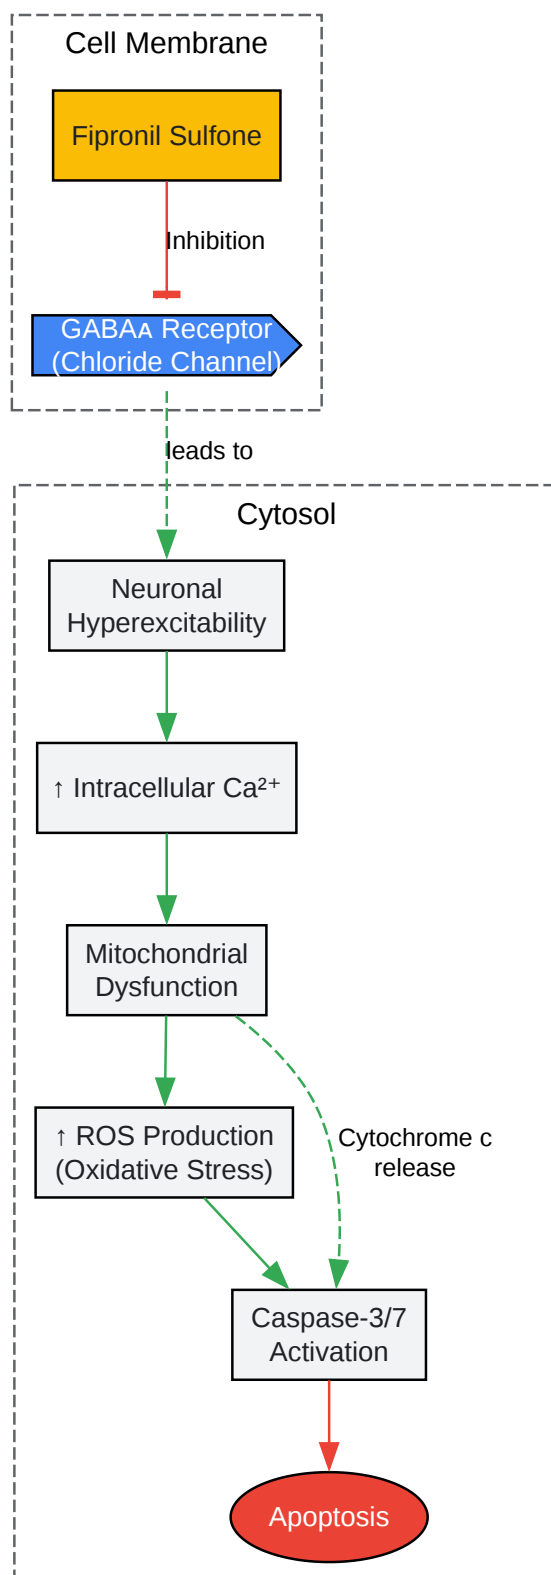 Cell Membrane
Fipronil Sulfone
Inhibition
GABAᴀ Receptor
(Chloride Channel)
leads to
Cytosol
Neuronal
Hyperexcitability
↑ Intracellular Ca²⁺
Mitochondrial
Dysfunction
↑ ROS Production
(Oxidative Stress)
Cytochrome c
release
Caspase-3/7
Activation
Apoptosis